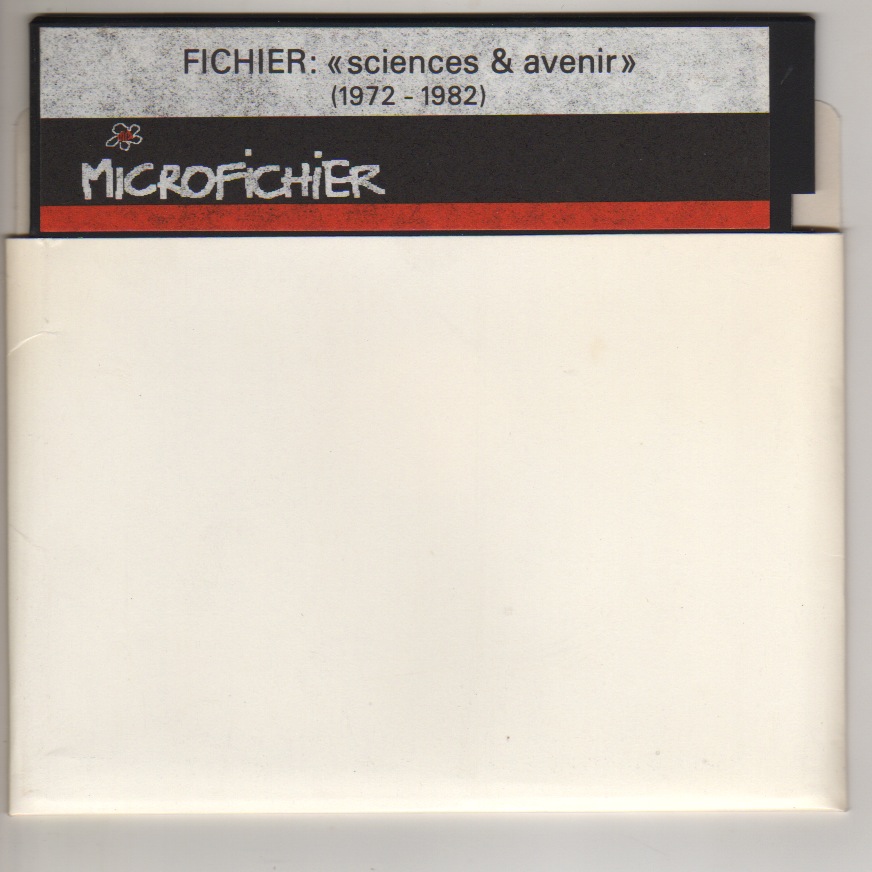 FICHIER: «sciences & avenir»
(1972 - 1982)
MICROFICHIER